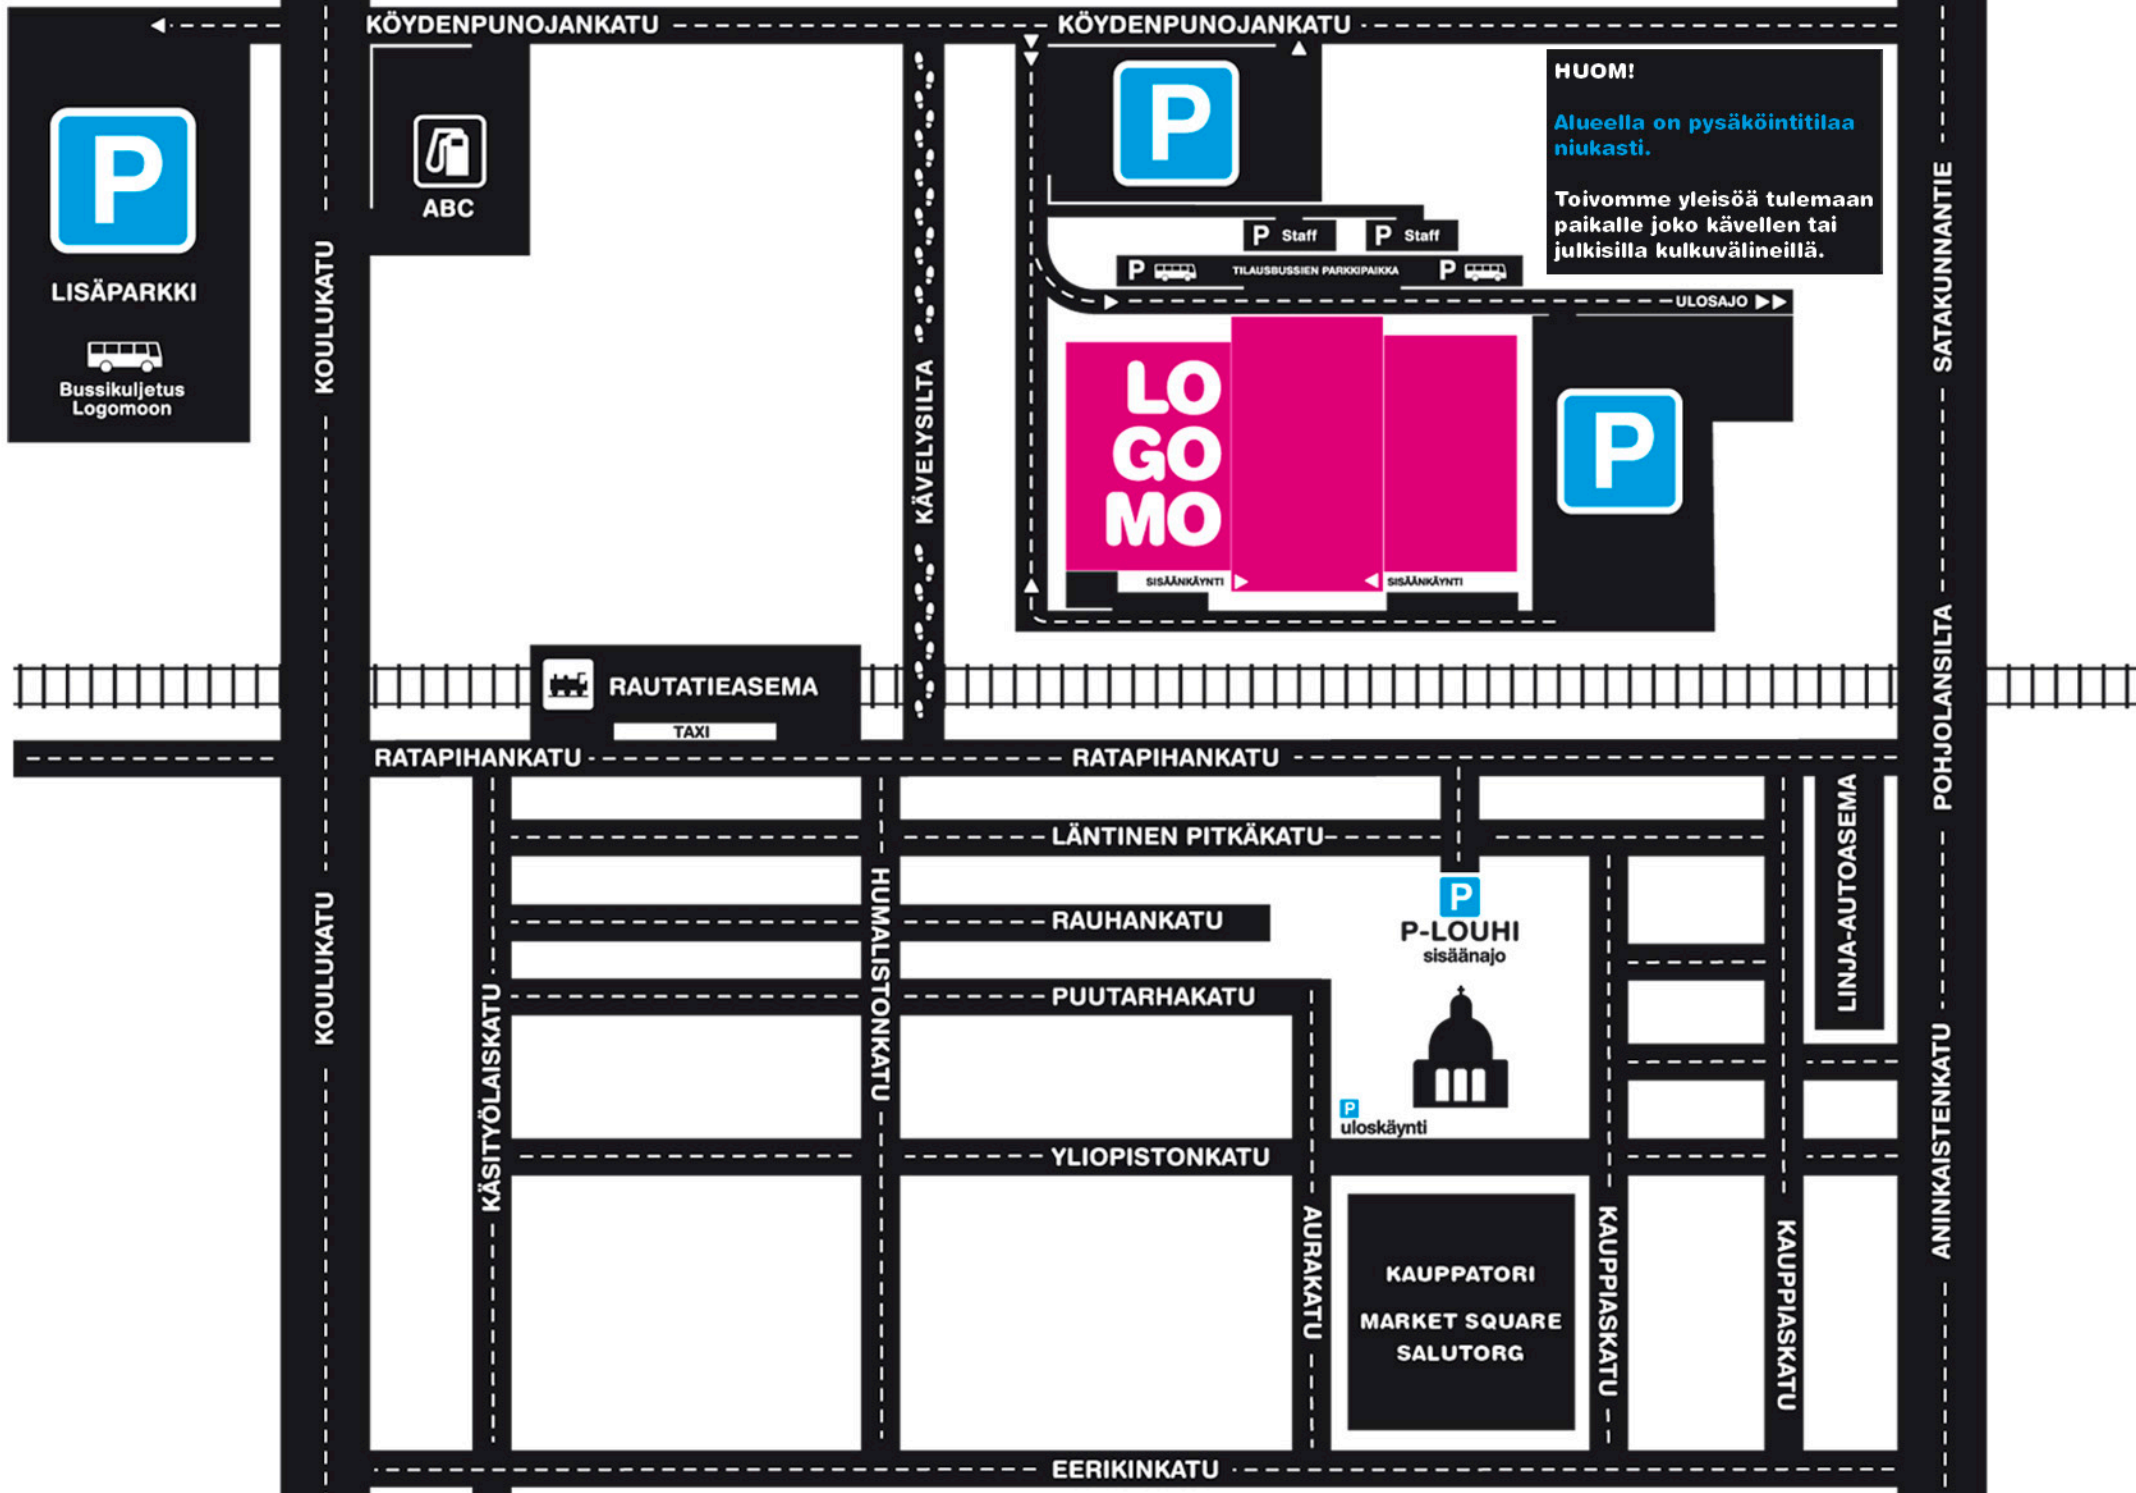 KÖYDENPUNOJANKATU
KÖYDENPUNOJANKATU
P
LISÄPARKKI
Bussikuljetus
Logomoon
KOULUKATU
ABC
KÄVELYSILTA
P
HUOM!
Alueella on pysäköintitilaa
niukasti.
Toivomme yleisöä tulemaan
paikalle joko kävellen tai
julkisilla kulkuvälineillä.
SATAKUNNANTIE
P Staff
P Staff
P
TILAUSBUSSIEN PARKKIPAIKKA
P
ULOSAJO
LO
GO
MO
P
SISÄÄNKÄYNTI
SISÄÄNKÄYNTI
RAUTATIEASEMA
TAXI
POHJOLANSILTA
RATAPIHANKATU
RATAPIHANKATU
LÄNTINEN PITKÄKATU
LINJA-AUTOASEMA
KOULUKATU
KÄSITYÖLAISKATU
HUMALISTONKATU
RAUHANKATU
P
P-LOUHI
sisäänajo
PUUTARHAKATU
P
uloskäynti
YLIOPISTONKATU
ANINKAISTENKATU
AURAKATU
KAUPPATORI
MARKET SQUARE
SALUTORG
KAUPPIASKATU
KAUPPIASKATU
EERIKINKATU